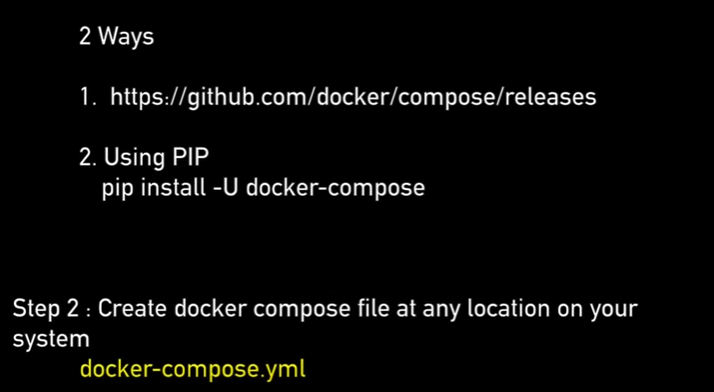 2 Ways
1. https://github.com/docker/compose/releases
2. Using PIP
pip install -U docker-compose
Step 2 : Create docker compose file at any location on your
system
docker-compose.yml